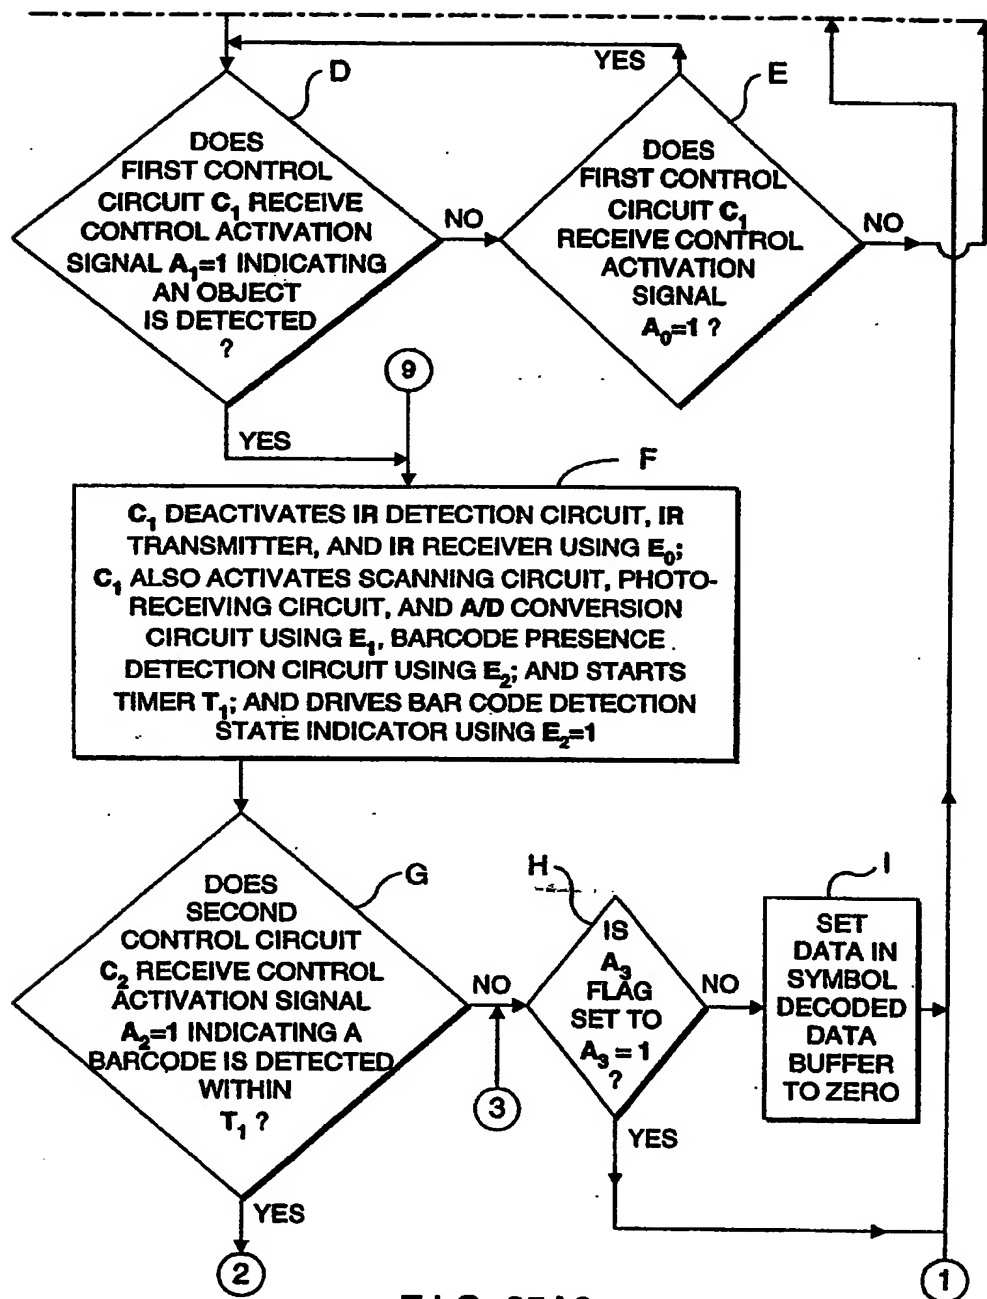 YES
D
E
DOES
FIRST CONTROL
CIRCUIT C₁ RECEIVE
CONTROL ACTIVATION
SIGNAL A₁=1 INDICATING
AN OBJECT
IS DETECTED
?
NO
DOES
FIRST CONTROL
CIRCUIT C₁
RECEIVE CONTROL
ACTIVATION
SIGNAL
A₀=1 ?
NO
9
YES
F
C₁ DEACTIVATES IR DETECTION CIRCUIT, IR
TRANSMITTER, AND IR RECEIVER USING E₀;
C₁ ALSO ACTIVATES SCANNING CIRCUIT, PHOTO-
RECEIVING CIRCUIT, AND A/D CONVERSION
CIRCUIT USING E₁, BARCODE PRESENCE
DETECTION CIRCUIT USING E₂; AND STARTS
TIMER T₁; AND DRIVES BAR CODE DETECTION
STATE INDICATOR USING E₂=1
G
DOES
SECOND
CONTROL CIRCUIT
C₂ RECEIVE CONTROL
ACTIVATION SIGNAL
A₂=1 INDICATING A
BARCODE IS DETECTED
WITHIN
T₁ ?
NO
3
H
IS
A₃
FLAG
SET TO
A₃ = 1
?
NO
I
SET
DATA IN
SYMBOL
DECODED
DATA
BUFFER
TO ZERO
YES
YES
2
1